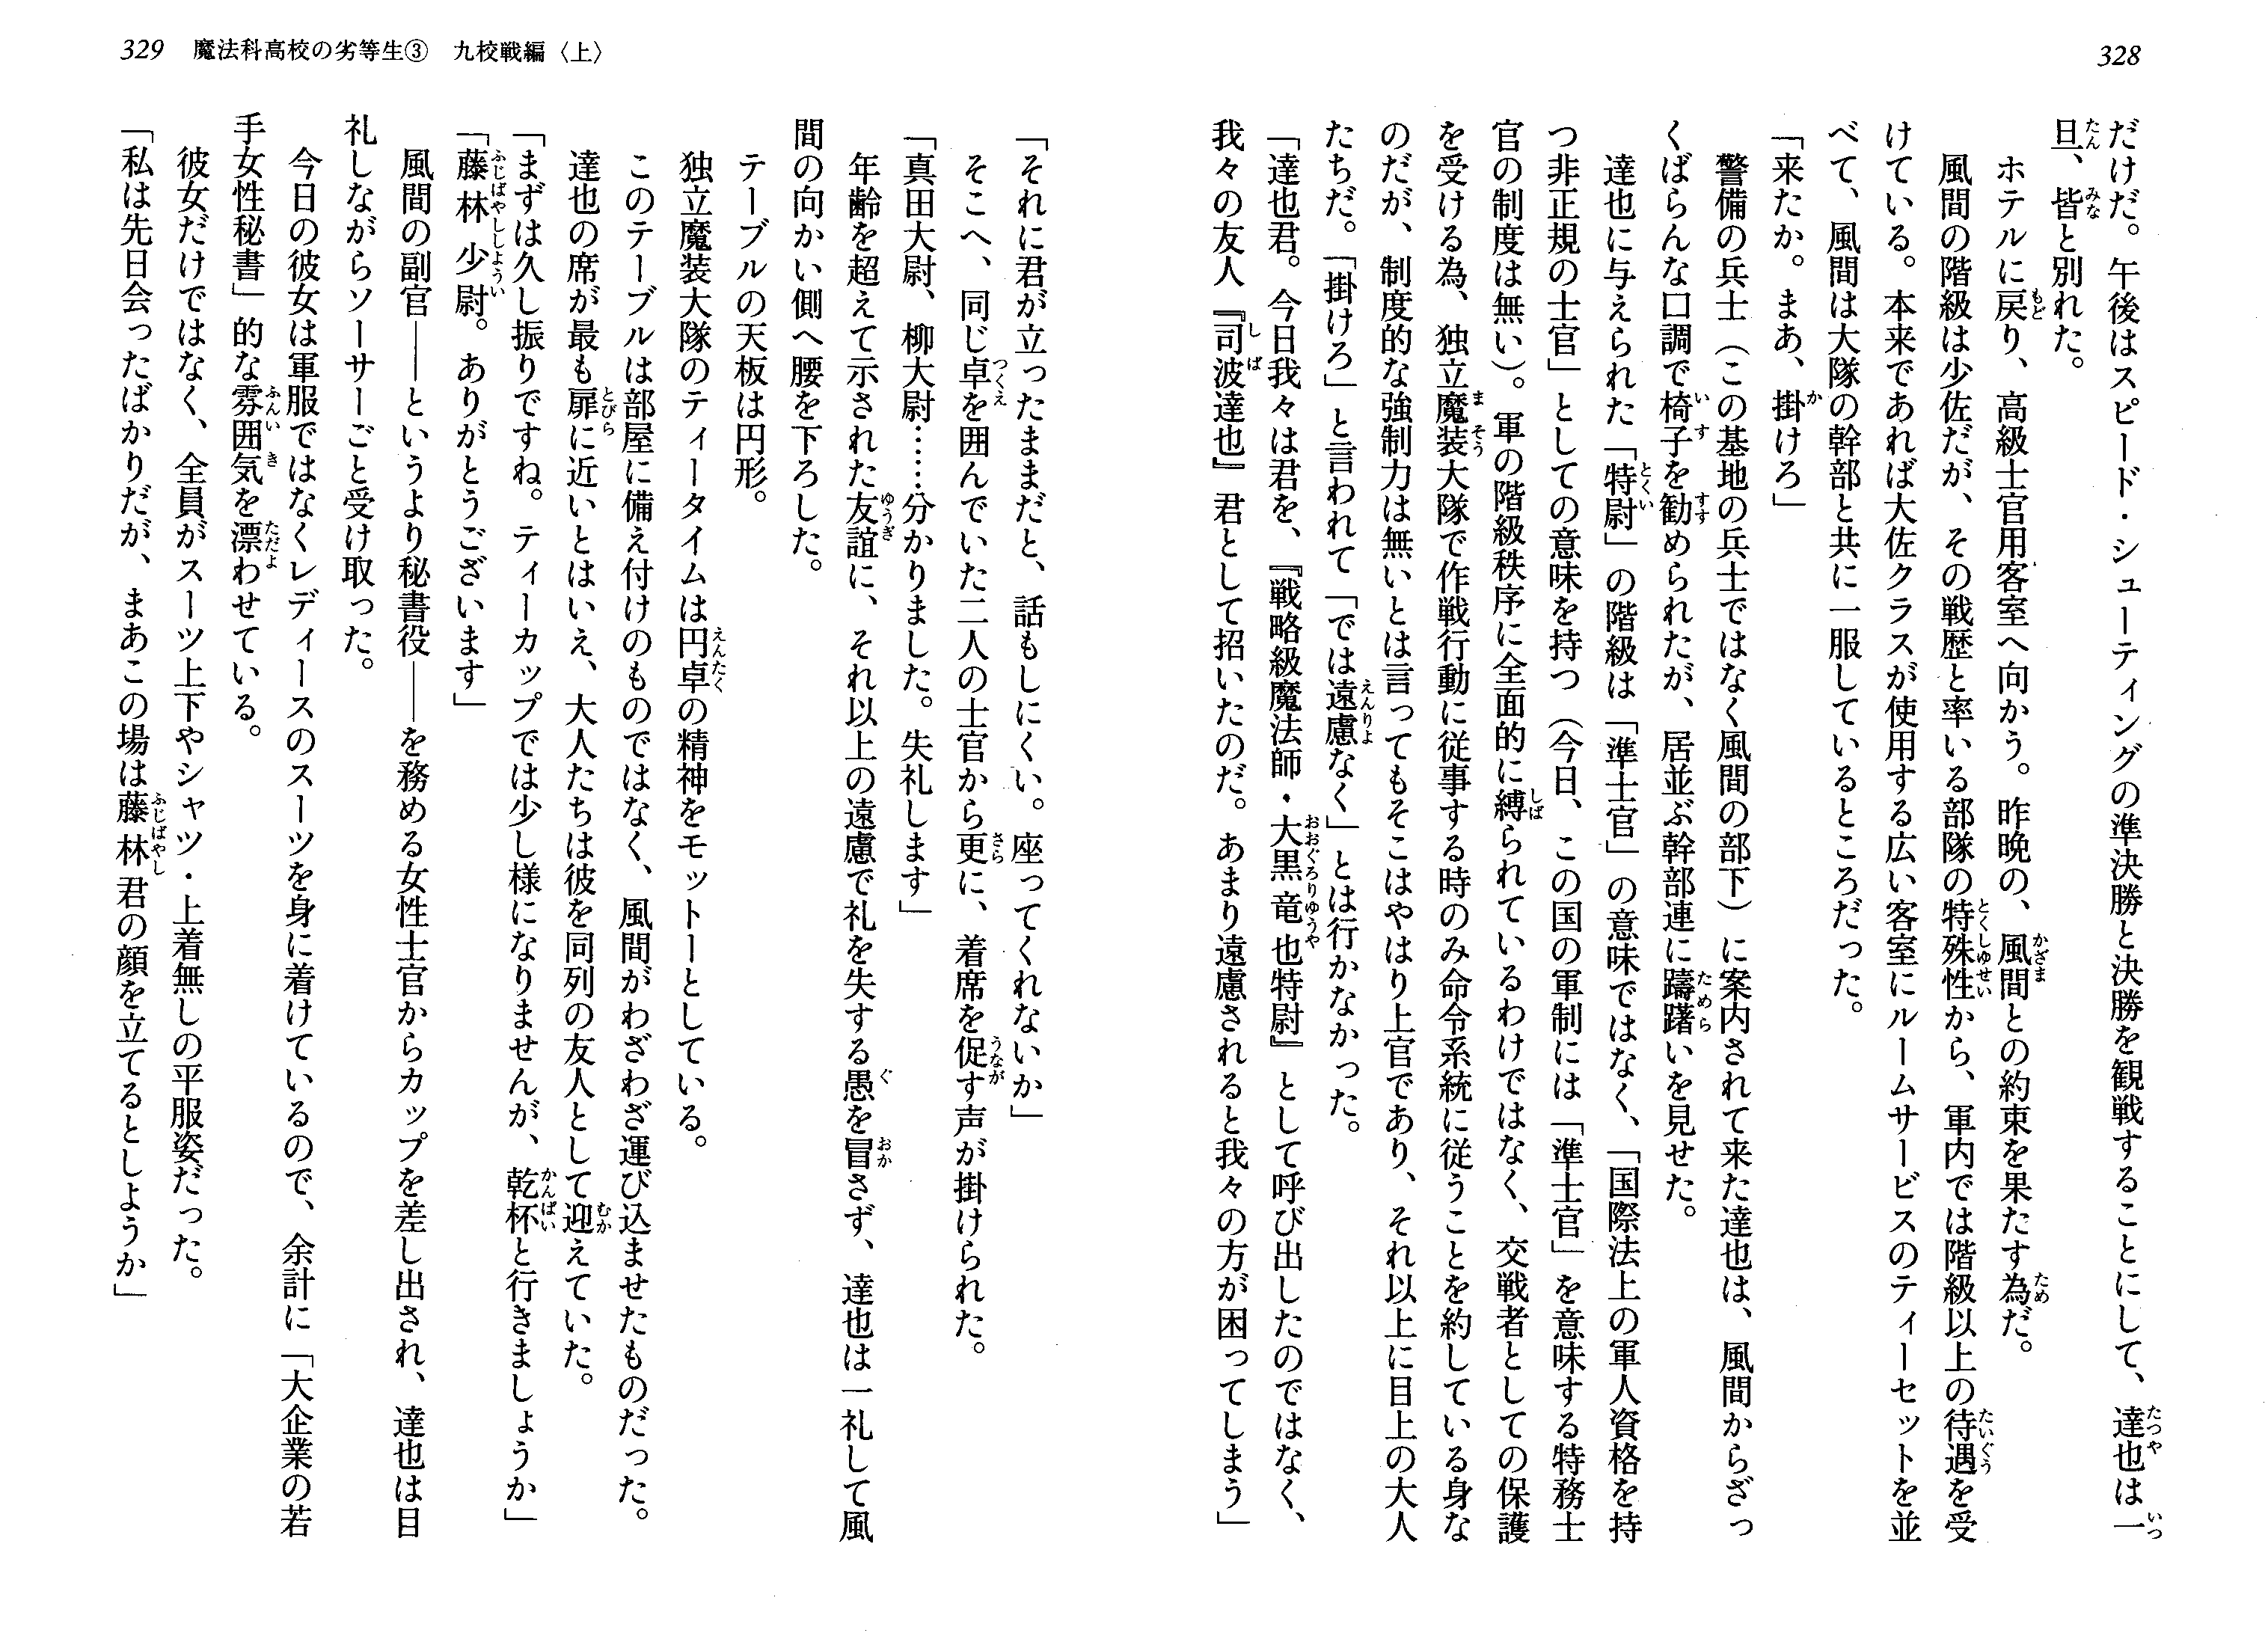 328
だけだ。午後はスピード・シューティングの準決勝と決勝を観戦することにして、達也は一
旦、皆と別れた。
ホテルに戻り、高級士官用客室へ向かう。昨晩の、風間との約束を果たす為だ。
風間の階級は少佐だが、その戦歴と率いる部隊の特殊性から、軍内では階級以上の待遇を受
けている。本来であれば大佐クラスが使用する広い客室にルームサービスのティーセットを並
べて、風間は大隊の幹部と共に一服しているところだった。
「来たか。まあ、掛けろ」
警備の兵士（この基地の兵士ではなく風間の部下）に案内されて来た達也は、風間からざっ
くばらんな口調で椅子を勧められたが、居並ぶ幹部連に躊躇いを見せた。
達也に与えられた「特尉」の階級は「準士官」の意味ではなく、「国際法上の軍人資格を持
つ非正規の士官」としての意味を持つ（今日、この国の軍制には「準士官」を意味する特務士
官の制度は無い）。軍の階級秩序に全面的に縛られているわけではなく、交戦者としての保護
を受ける為、独立魔装大隊で作戦行動に従事する時のみ命令系統に従うことを約している身な
のだが、制度的な強制力は無いとは言ってもそこはやはり上官であり、それ以上に目上の大人
たちだ。「掛けろ」と言われて「では遠慮なく」とは行かなかった。
「達也君。今日我々は君を、『戦略級魔法師・大黒竜也特尉』として呼び出したのではなく、
我々の友人『司波達也』君として招いたのだ。あまり遠慮されると我々の方が困ってしまう」
329 魔法科高校の劣等生③ 九校戦編〈上〉
「それに君が立ったままだと、話もしにくい。座ってくれないか」
そこへ、同じ卓を囲んでいた二人の士官から更に、着席を促す声が掛けられた。
「真田大尉、柳大尉……分かりました。失礼します」
年齢を超えて示された友誼に、それ以上の遠慮で礼を失する愚を冒さず、達也は一礼して風
間の向かい側へ腰を下ろした。
テーブルの天板は円形。
独立魔装大隊のティータイムは円卓の精神をモットーとしている。
このテーブルは部屋に備え付けのものではなく、風間がわざわざ運び込ませたものだった。
達也の席が最も扉に近いとはいえ、大人たちは彼を同列の友人として迎えていた。
「まずは久し振りですね。ティーカップでは少し様になりませんが、乾杯と行きましょうか」
「藤林少尉。ありがとうございます」
風間の副官――というより秘書役――を務める女性士官からカップを差し出され、達也は目
礼しながらソーサーごと受け取った。
今日の彼女は軍服ではなくレディースのスーツを身に着けているので、余計に「大企業の若
手女性秘書」的な雰囲気を漂わせている。
彼女だけではなく、全員がスーツ上下やシャツ・上着無しの平服姿だった。
「私は先日会ったばかりだが、まあこの場は藤林君の顔を立てるとしようか」